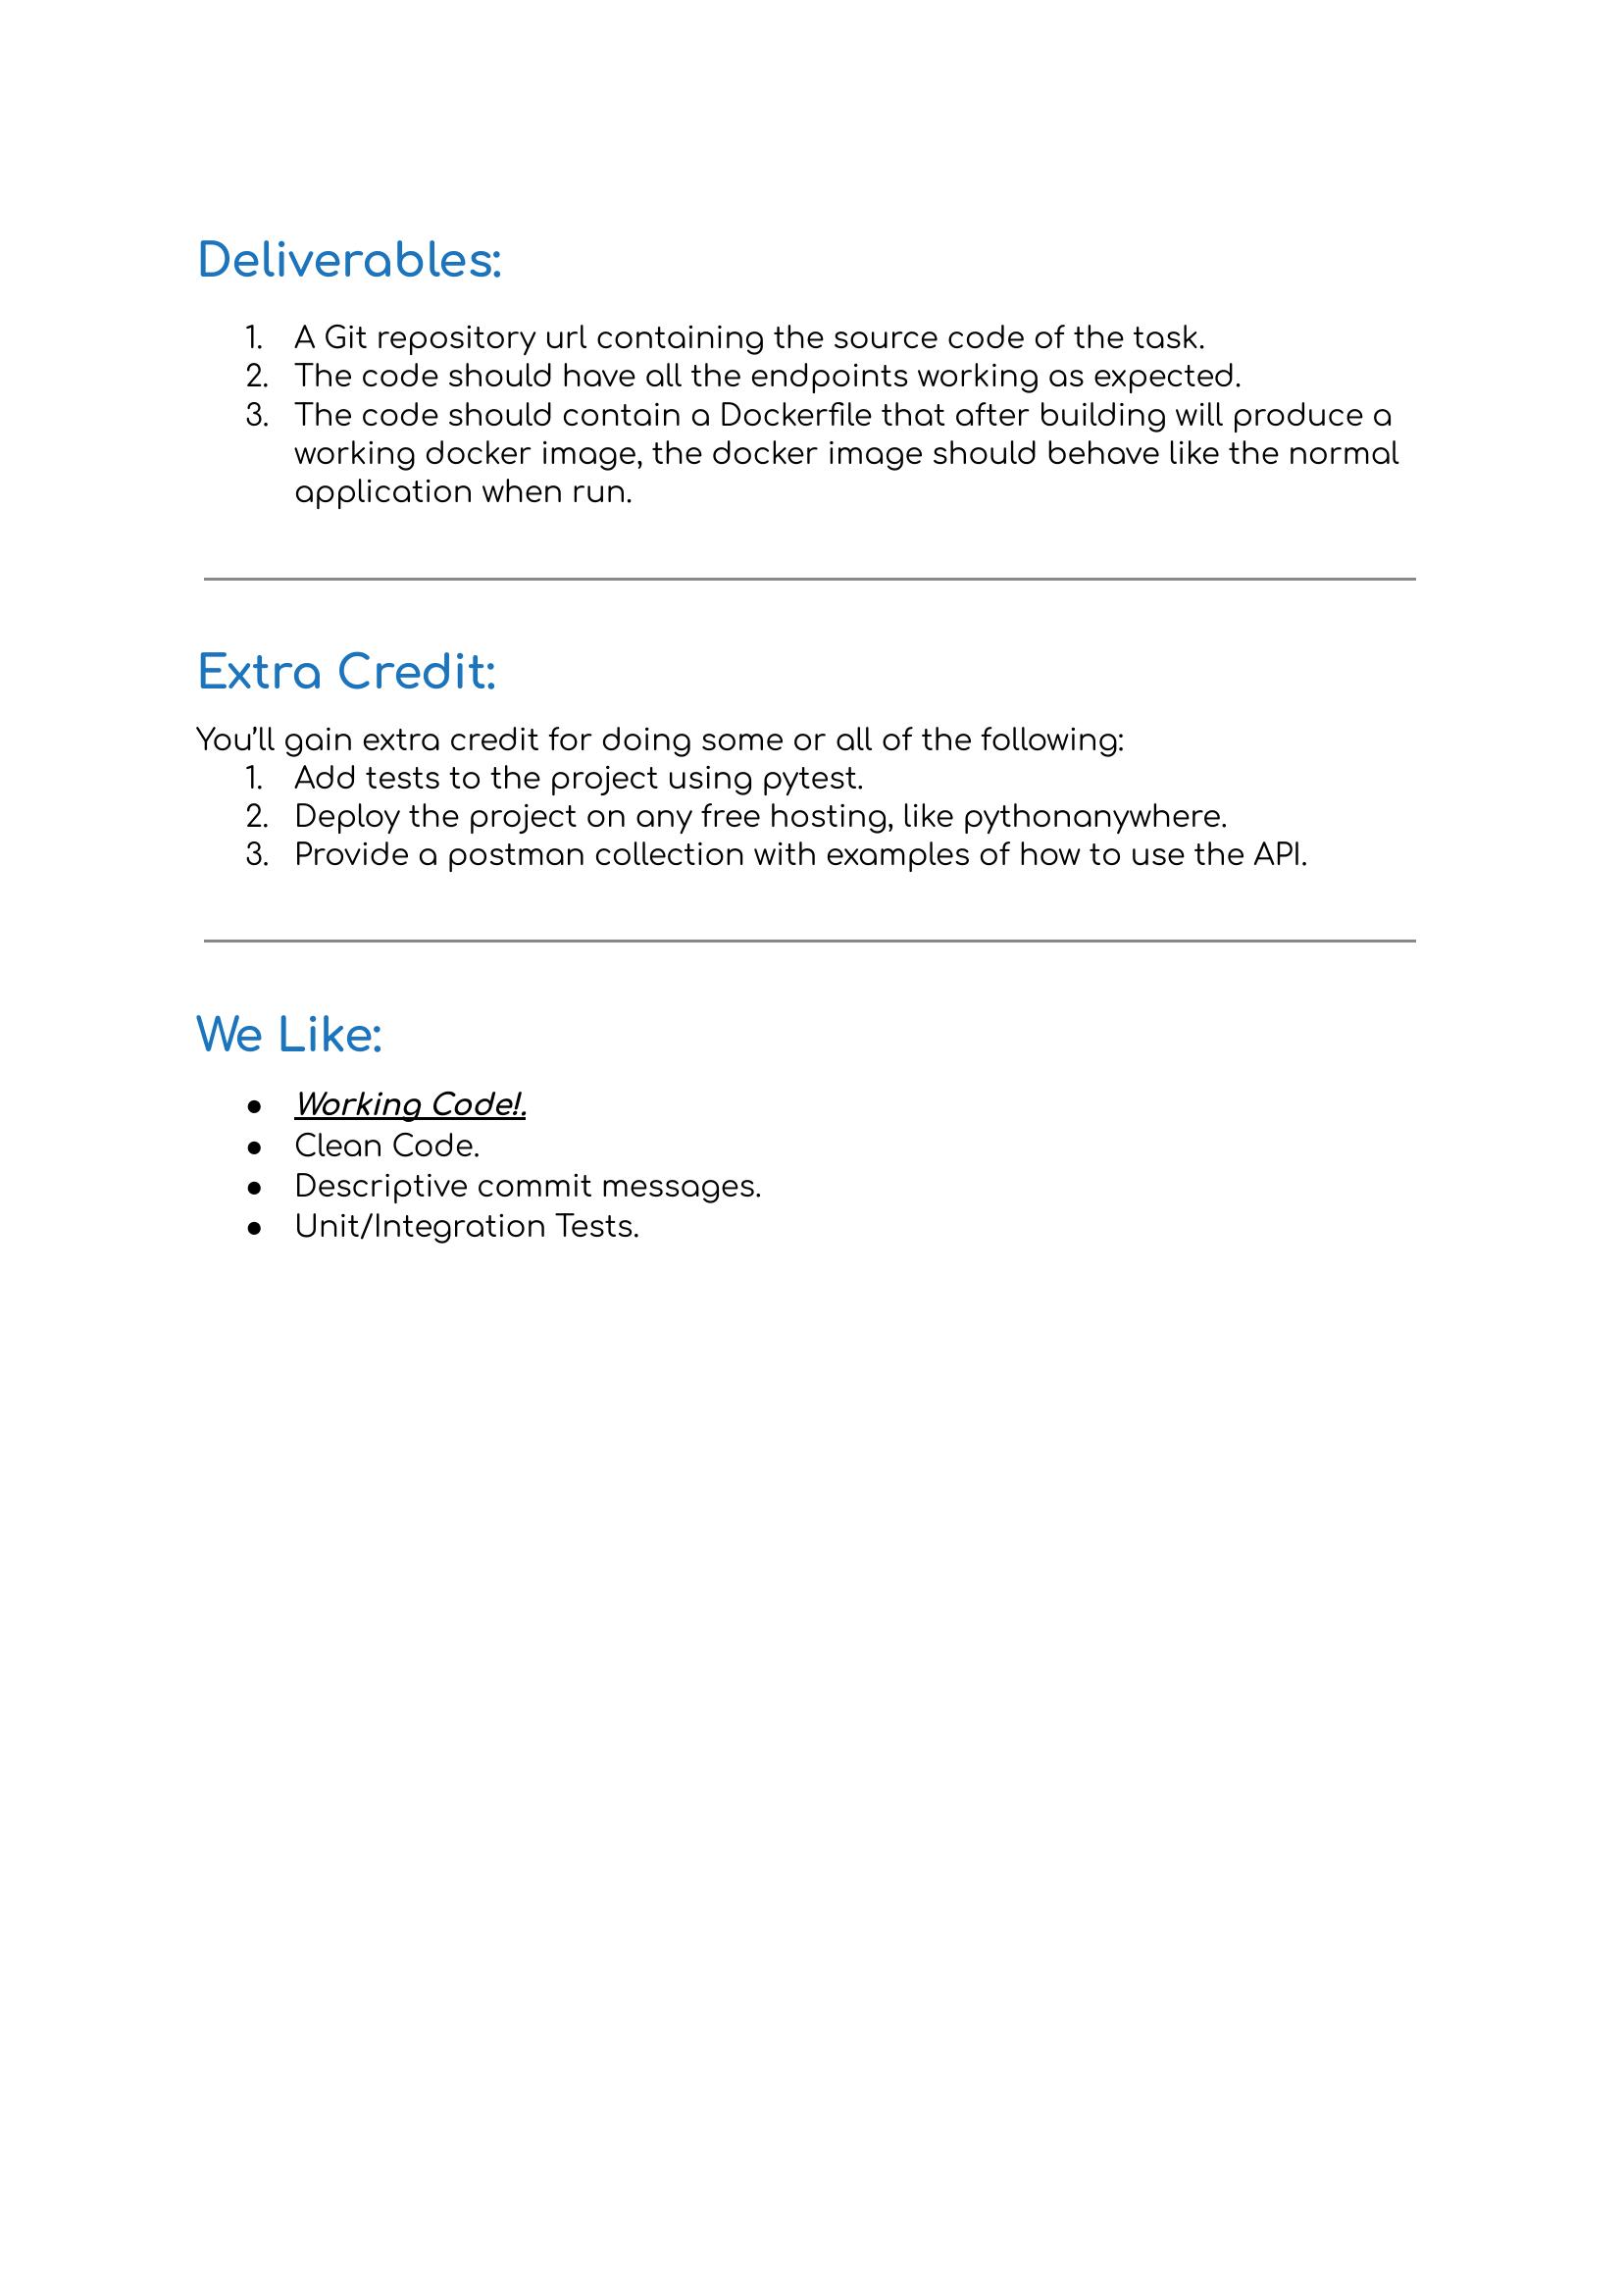 Deliverables:
1. A Git repository url containing the source code of the task.
2. The code should have all the endpoints working as expected.
3. The code should contain a Dockerfile that after building will produce a
working docker image, the docker image should behave like the normal
application when run.
Extra Credit:
You’ll gain extra credit for doing some or all of the following:
1. Add tests to the project using pytest.
2. Deploy the project on any free hosting, like pythonanywhere.
3. Provide a postman collection with examples of how to use the API.
We Like:
● Working Code!.
● Clean Code.
● Descriptive commit messages.
● Unit/Integration Tests.